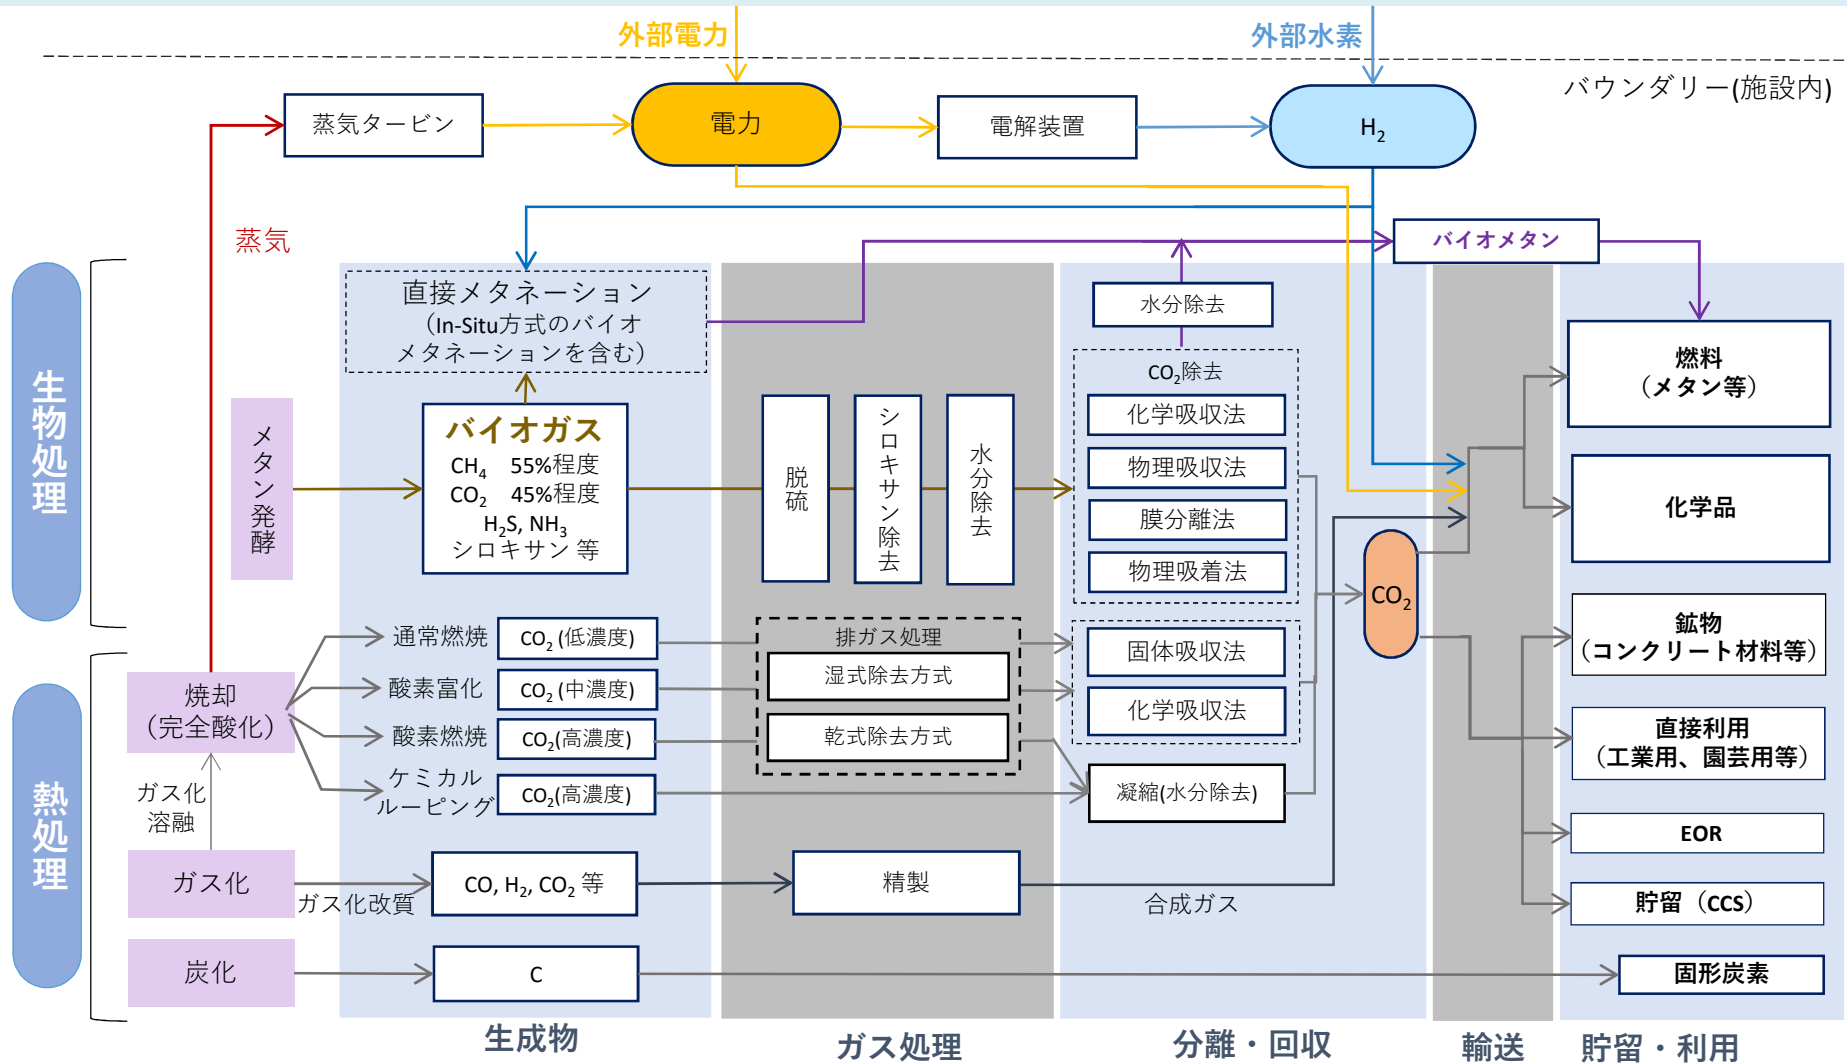 外部電力
外部水素
バウンダリー(施設内)
蒸気タービン
電力
電解装置
H₂
蒸気
バイオメタン
生物処理
直接メタネーション
（In-Situ方式のバイオ
メタネーションを含む）
水分除去
メタン発酵
バイオガス
CH₄ 55%程度
CO₂ 45%程度
H₂S, NH₃
シロキサン 等
脱硫
シロキサン除去
水分除去
CO₂除去
化学吸収法
物理吸収法
膜分離法
物理吸着法
CO₂
燃料
（メタン等）
化学品
鉱物
（コンクリート材料等）
直接利用
（工業用、園芸用等）
EOR
貯留（CCS）
固形炭素
熱処理
焼却
（完全酸化）
通常燃焼
CO₂ (低濃度)
酸素富化
CO₂ (中濃度)
酸素燃焼
CO₂(高濃度)
ケミカル
ルーピング
CO₂(高濃度)
排ガス処理
湿式除去方式
乾式除去方式
固体吸収法
化学吸収法
凝縮(水分除去)
ガス化
溶融
ガス化
ガス化改質
CO, H₂, CO₂ 等
精製
合成ガス
炭化
C
生成物
ガス処理
分離・回収
輸送
貯留・利用